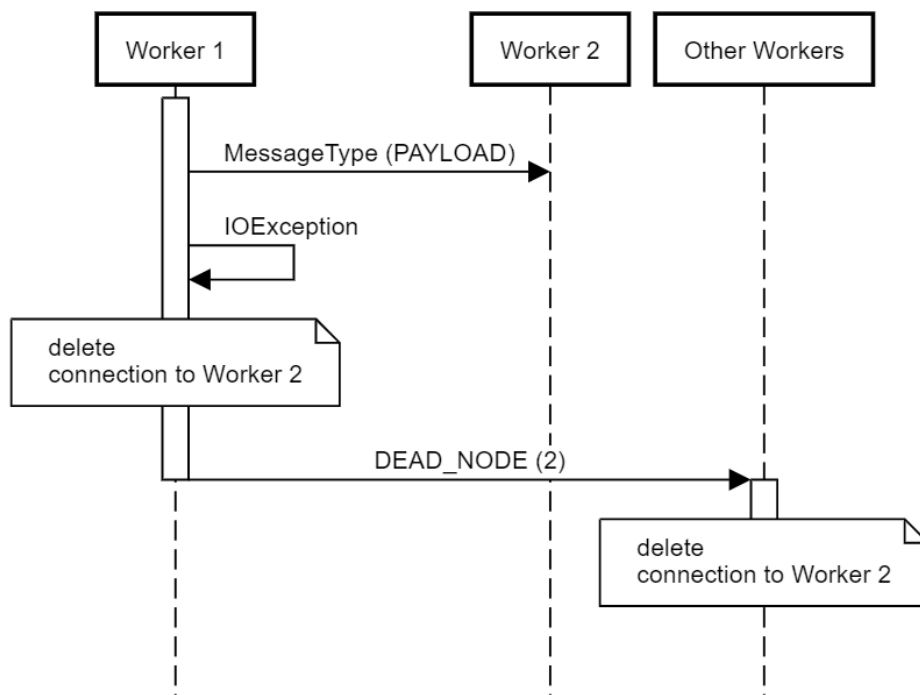 Worker 1
Worker 2
Other Workers
MessageType (PAYLOAD)
IOException
delete
connection to Worker 2
DEAD_NODE (2)
delete
connection to Worker 2